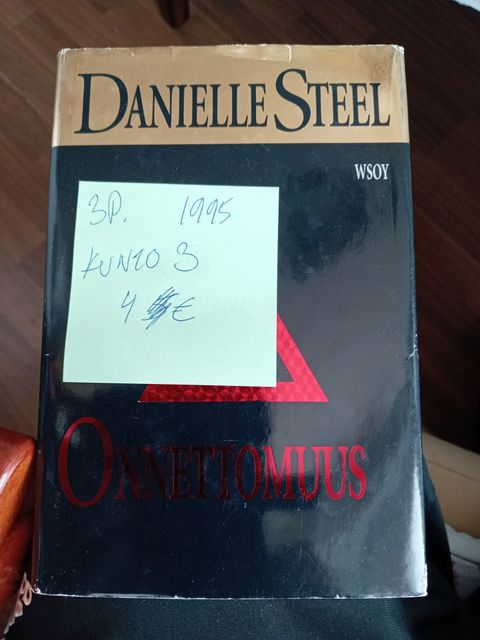 DANIELLE STEEL
WSOY
3P. 1995
KUNTO 3
4 €
ONNETTOMUUS